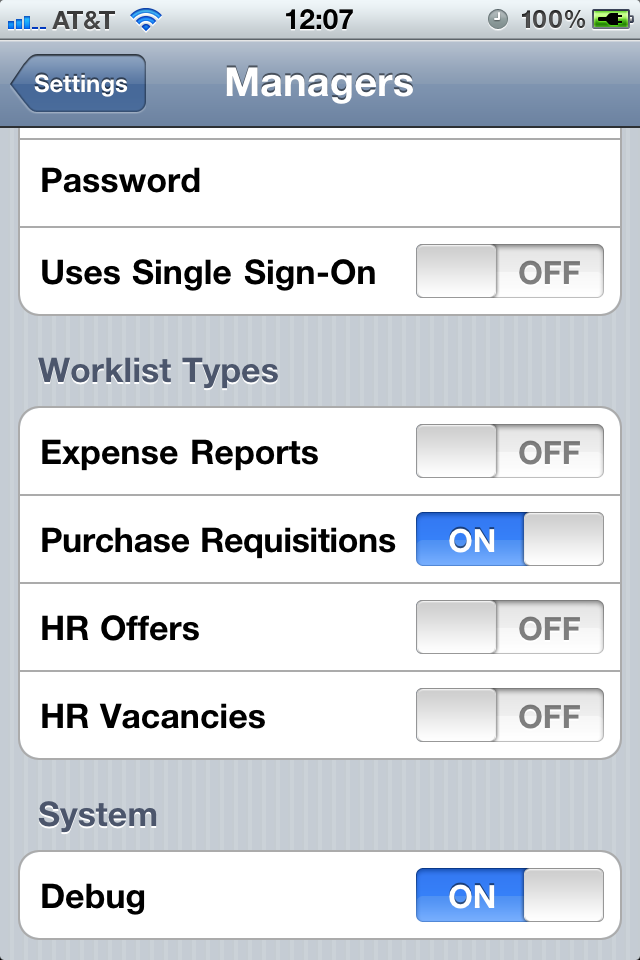 AT&T 12:07 100%
Settings Managers
Password
Uses Single Sign-On OFF
Worklist Types
Expense Reports OFF
Purchase Requisitions ON
HR Offers OFF
HR Vacancies OFF
System
Debug ON